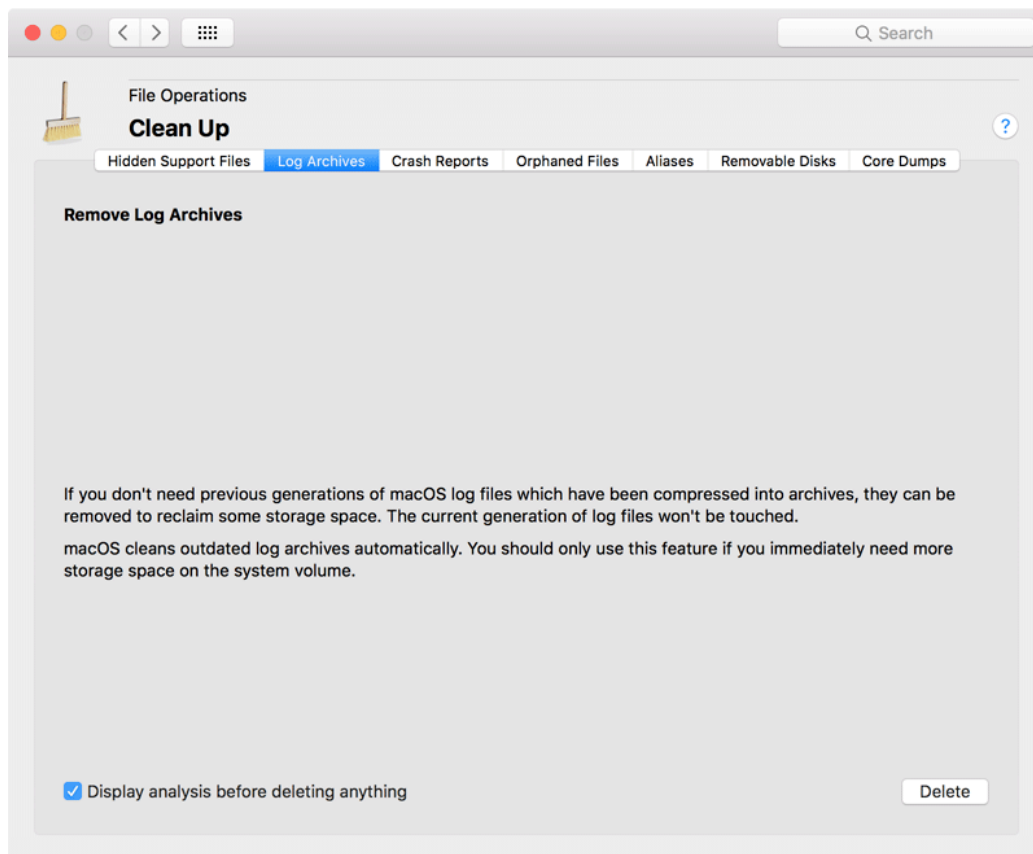 Search
File Operations
Clean Up
?
Hidden Support Files Log Archives Crash Reports Orphaned Files Aliases Removable Disks Core Dumps
Remove Log Archives
If you don't need previous generations of macOS log files which have been compressed into archives, they can be
removed to reclaim some storage space. The current generation of log files won't be touched.
macOS cleans outdated log archives automatically. You should only use this feature if you immediately need more
storage space on the system volume.
Display analysis before deleting anything Delete